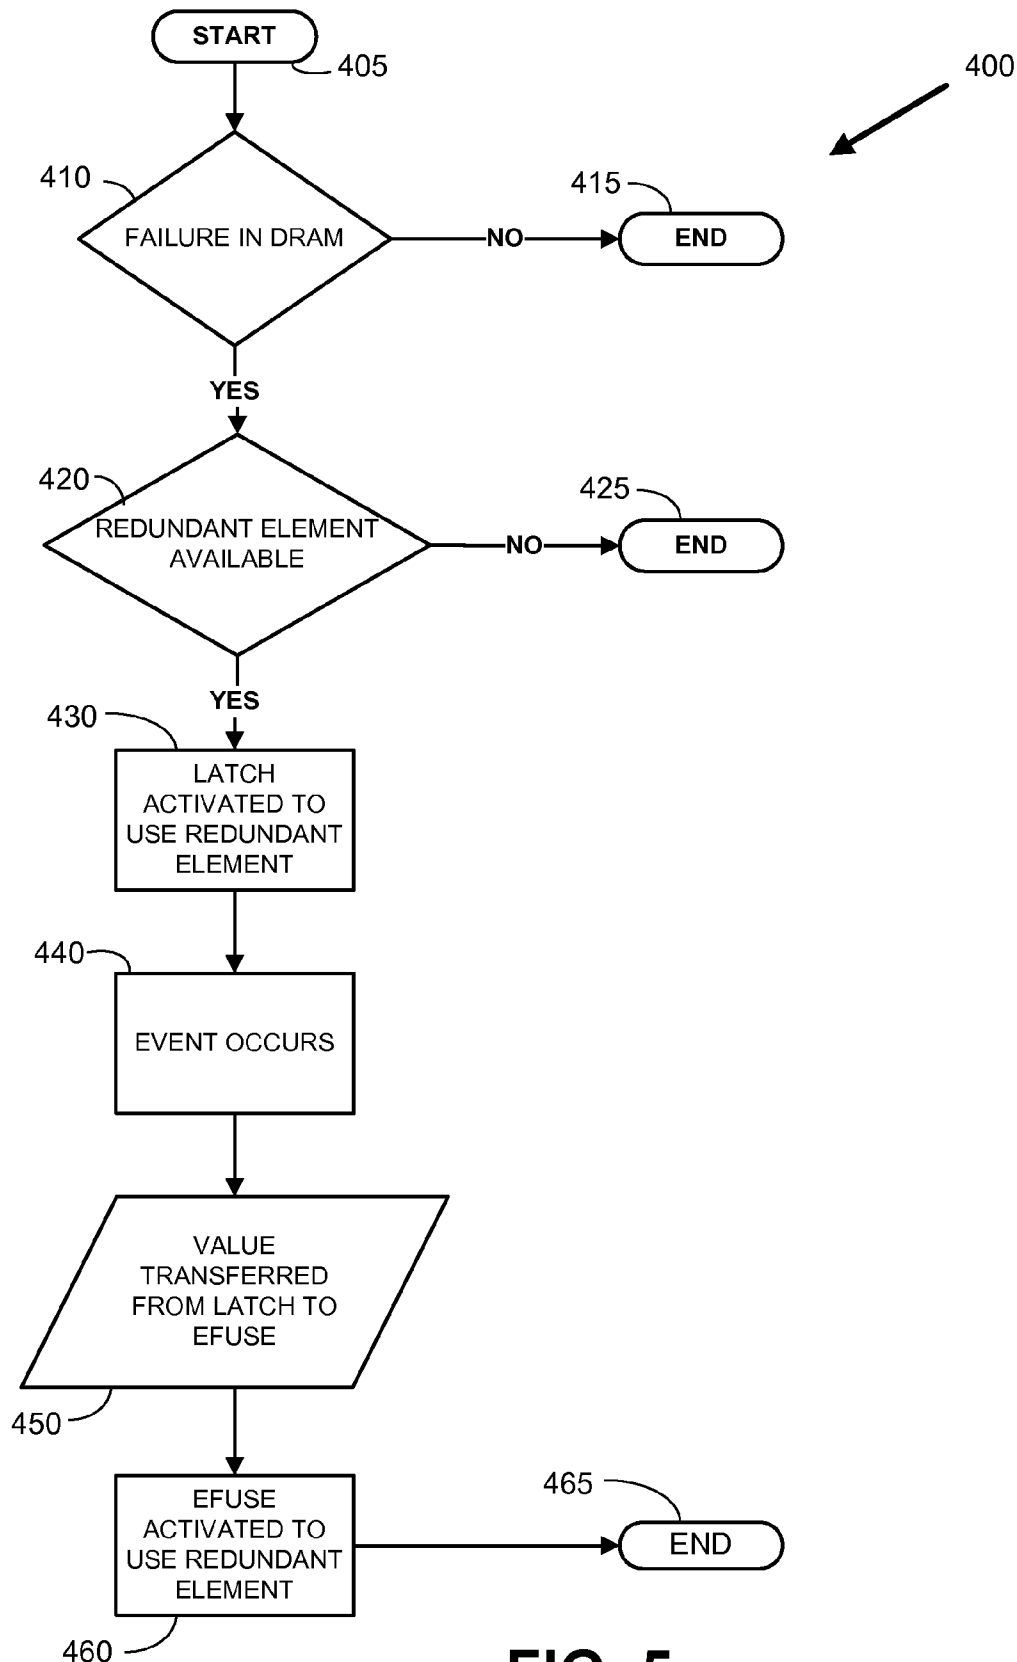 START
405
400
410
FAILURE IN DRAM
NO
415
END
YES
420
REDUNDANT ELEMENT
AVAILABLE
NO
425
END
YES
430
LATCH
ACTIVATED TO
USE REDUNDANT
ELEMENT
440
EVENT OCCURS
VALUE
TRANSFERRED
FROM LATCH TO
EFUSE
450
EFUSE
ACTIVATED TO
USE REDUNDANT
ELEMENT
465
END
460
FIG. 5